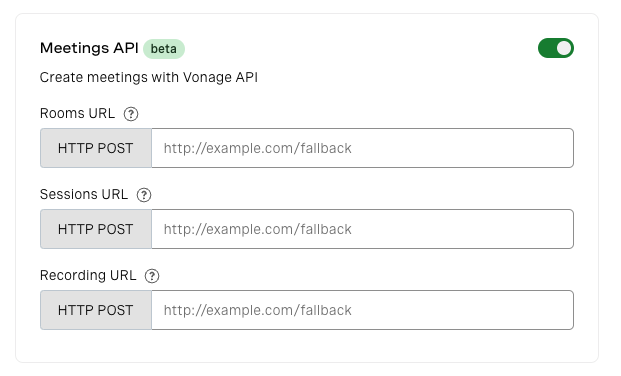 Meetings API beta
Create meetings with Vonage API
Rooms URL ?
HTTP POST http://example.com/fallback
Sessions URL ?
HTTP POST http://example.com/fallback
Recording URL ?
HTTP POST http://example.com/fallback